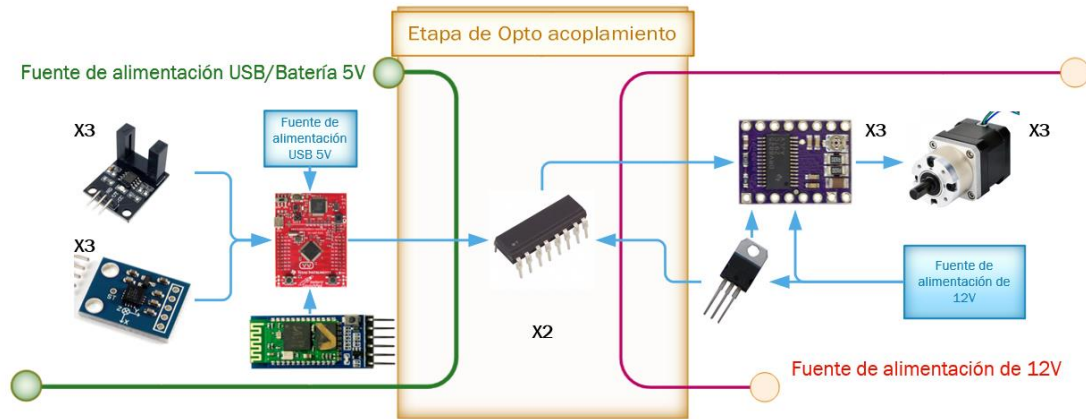 Etapa de Opto acoplamiento
Fuente de alimentación USB/Batería 5V
X3
Fuente de
alimentación
USB 5V
X3
X3
X3
X2
Fuente de
alimentación de
12V
Fuente de alimentación de 12V